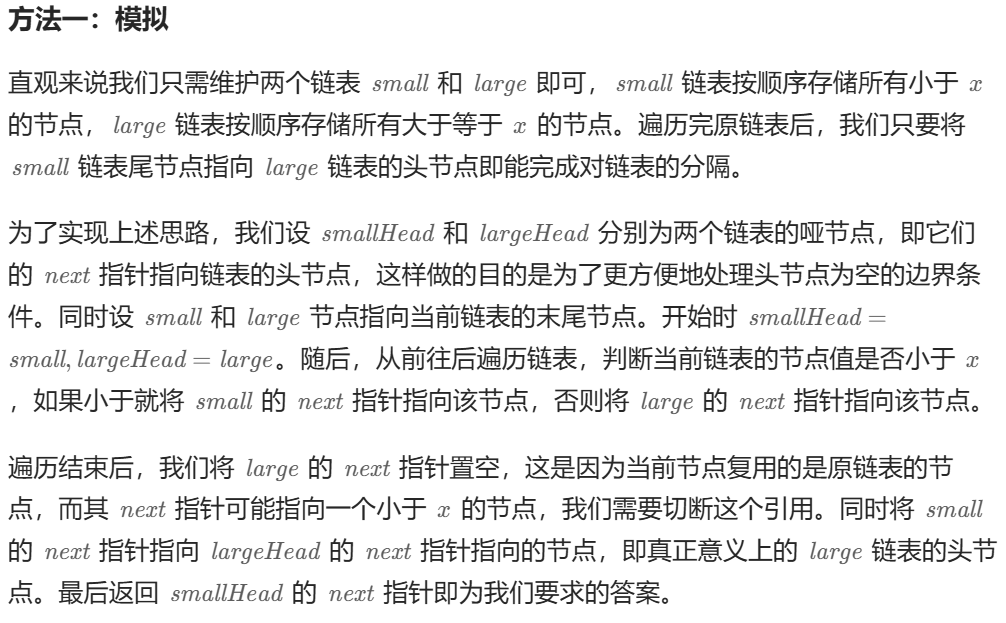 方法一：模拟
直观来说我们只需维护两个链表 small 和 large 即可，small 链表按顺序存储所有小于 x
的节点，large 链表按顺序存储所有大于等于 x 的节点。遍历完原链表后，我们只要将
small 链表尾节点指向 large 链表的头节点即能完成对链表的分隔。
为了实现上述思路，我们设 smallHead 和 largeHead 分别为两个链表的哑节点，即它们
的 next 指针指向链表的头节点，这样做的目的是为了更方便地处理头节点为空的边界条
件。同时设 small 和 large 节点指向当前链表的末尾节点。开始时 smallHead =
small, largeHead = large。随后，从前往后遍历链表，判断当前链表的节点值是否小于 x
，如果小于就将 small 的 next 指针指向该节点，否则将 large 的 next 指针指向该节点。
遍历结束后，我们将 large 的 next 指针置空，这是因为当前节点复用的是原链表的节
点，而其 next 指针可能指向一个小于 x 的节点，我们需要切断这个引用。同时将 small
的 next 指针指向 largeHead 的 next 指针指向的节点，即真正意义上的 large 链表的头节
点。最后返回 smallHead 的 next 指针即为我们要求的答案。